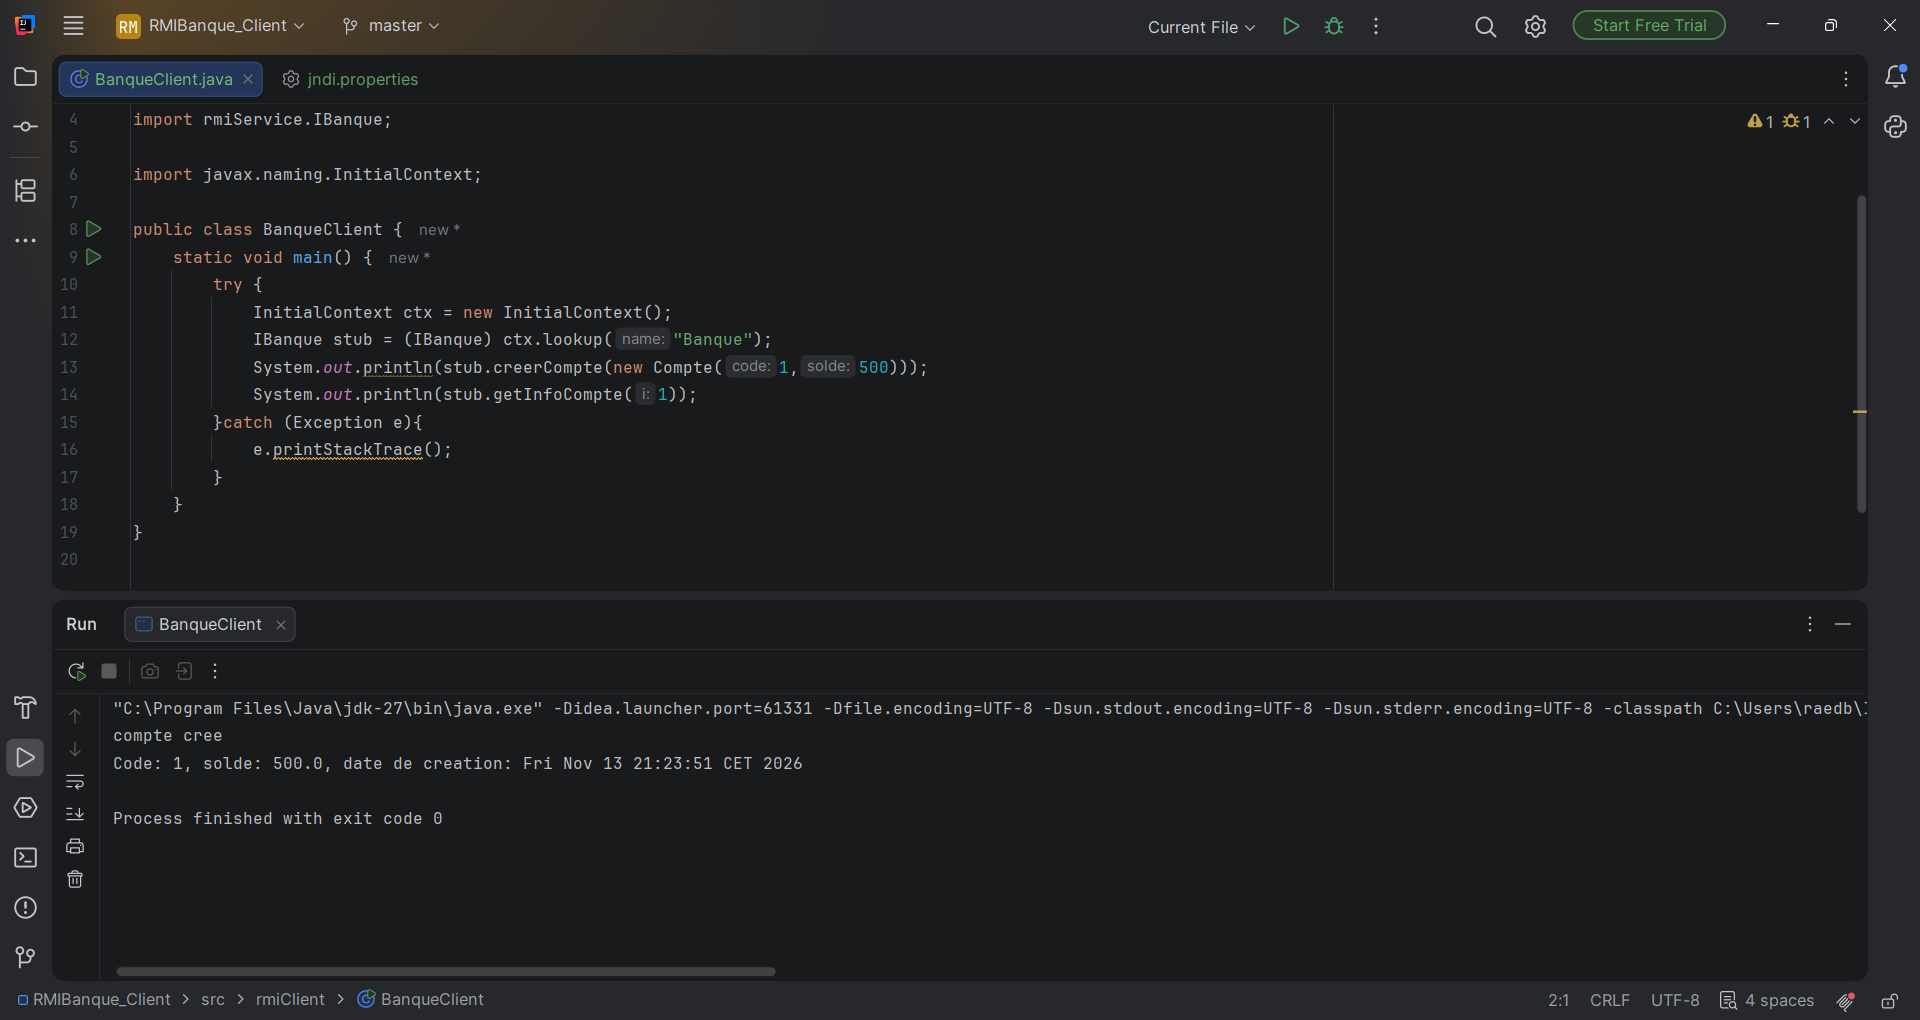 RM RMIBanque_Client master Current File Start Free Trial
BanqueClient.java jndi.properties
4 import rmiService.IBanque; 1 1
5
6 import javax.naming.InitialContext;
7
8 public class BanqueClient { new *
9 static void main() { new *
10 try {
11 InitialContext ctx = new InitialContext();
12 IBanque stub = (IBanque) ctx.lookup( name: "Banque");
13 System.out.println(stub.creerCompte(new Compte( code: 1, solde: 500)));
14 System.out.println(stub.getInfoCompte( i: 1));
15 }catch (Exception e){
16 e.printStackTrace();
17 }
18 }
19 }
20
Run BanqueClient
"C:\Program Files\Java\jdk-27\bin\java.exe" -Didea.launcher.port=61331 -Dfile.encoding=UTF-8 -Dsun.stdout.encoding=UTF-8 -Dsun.stderr.encoding=UTF-8 -classpath C:\Users\raedb\
compte cree
Code: 1, solde: 500.0, date de creation: Fri Nov 13 21:23:51 CET 2026
Process finished with exit code 0
RMIBanque_Client > src > rmiClient > BanqueClient 2:1 CRLF UTF-8 4 spaces